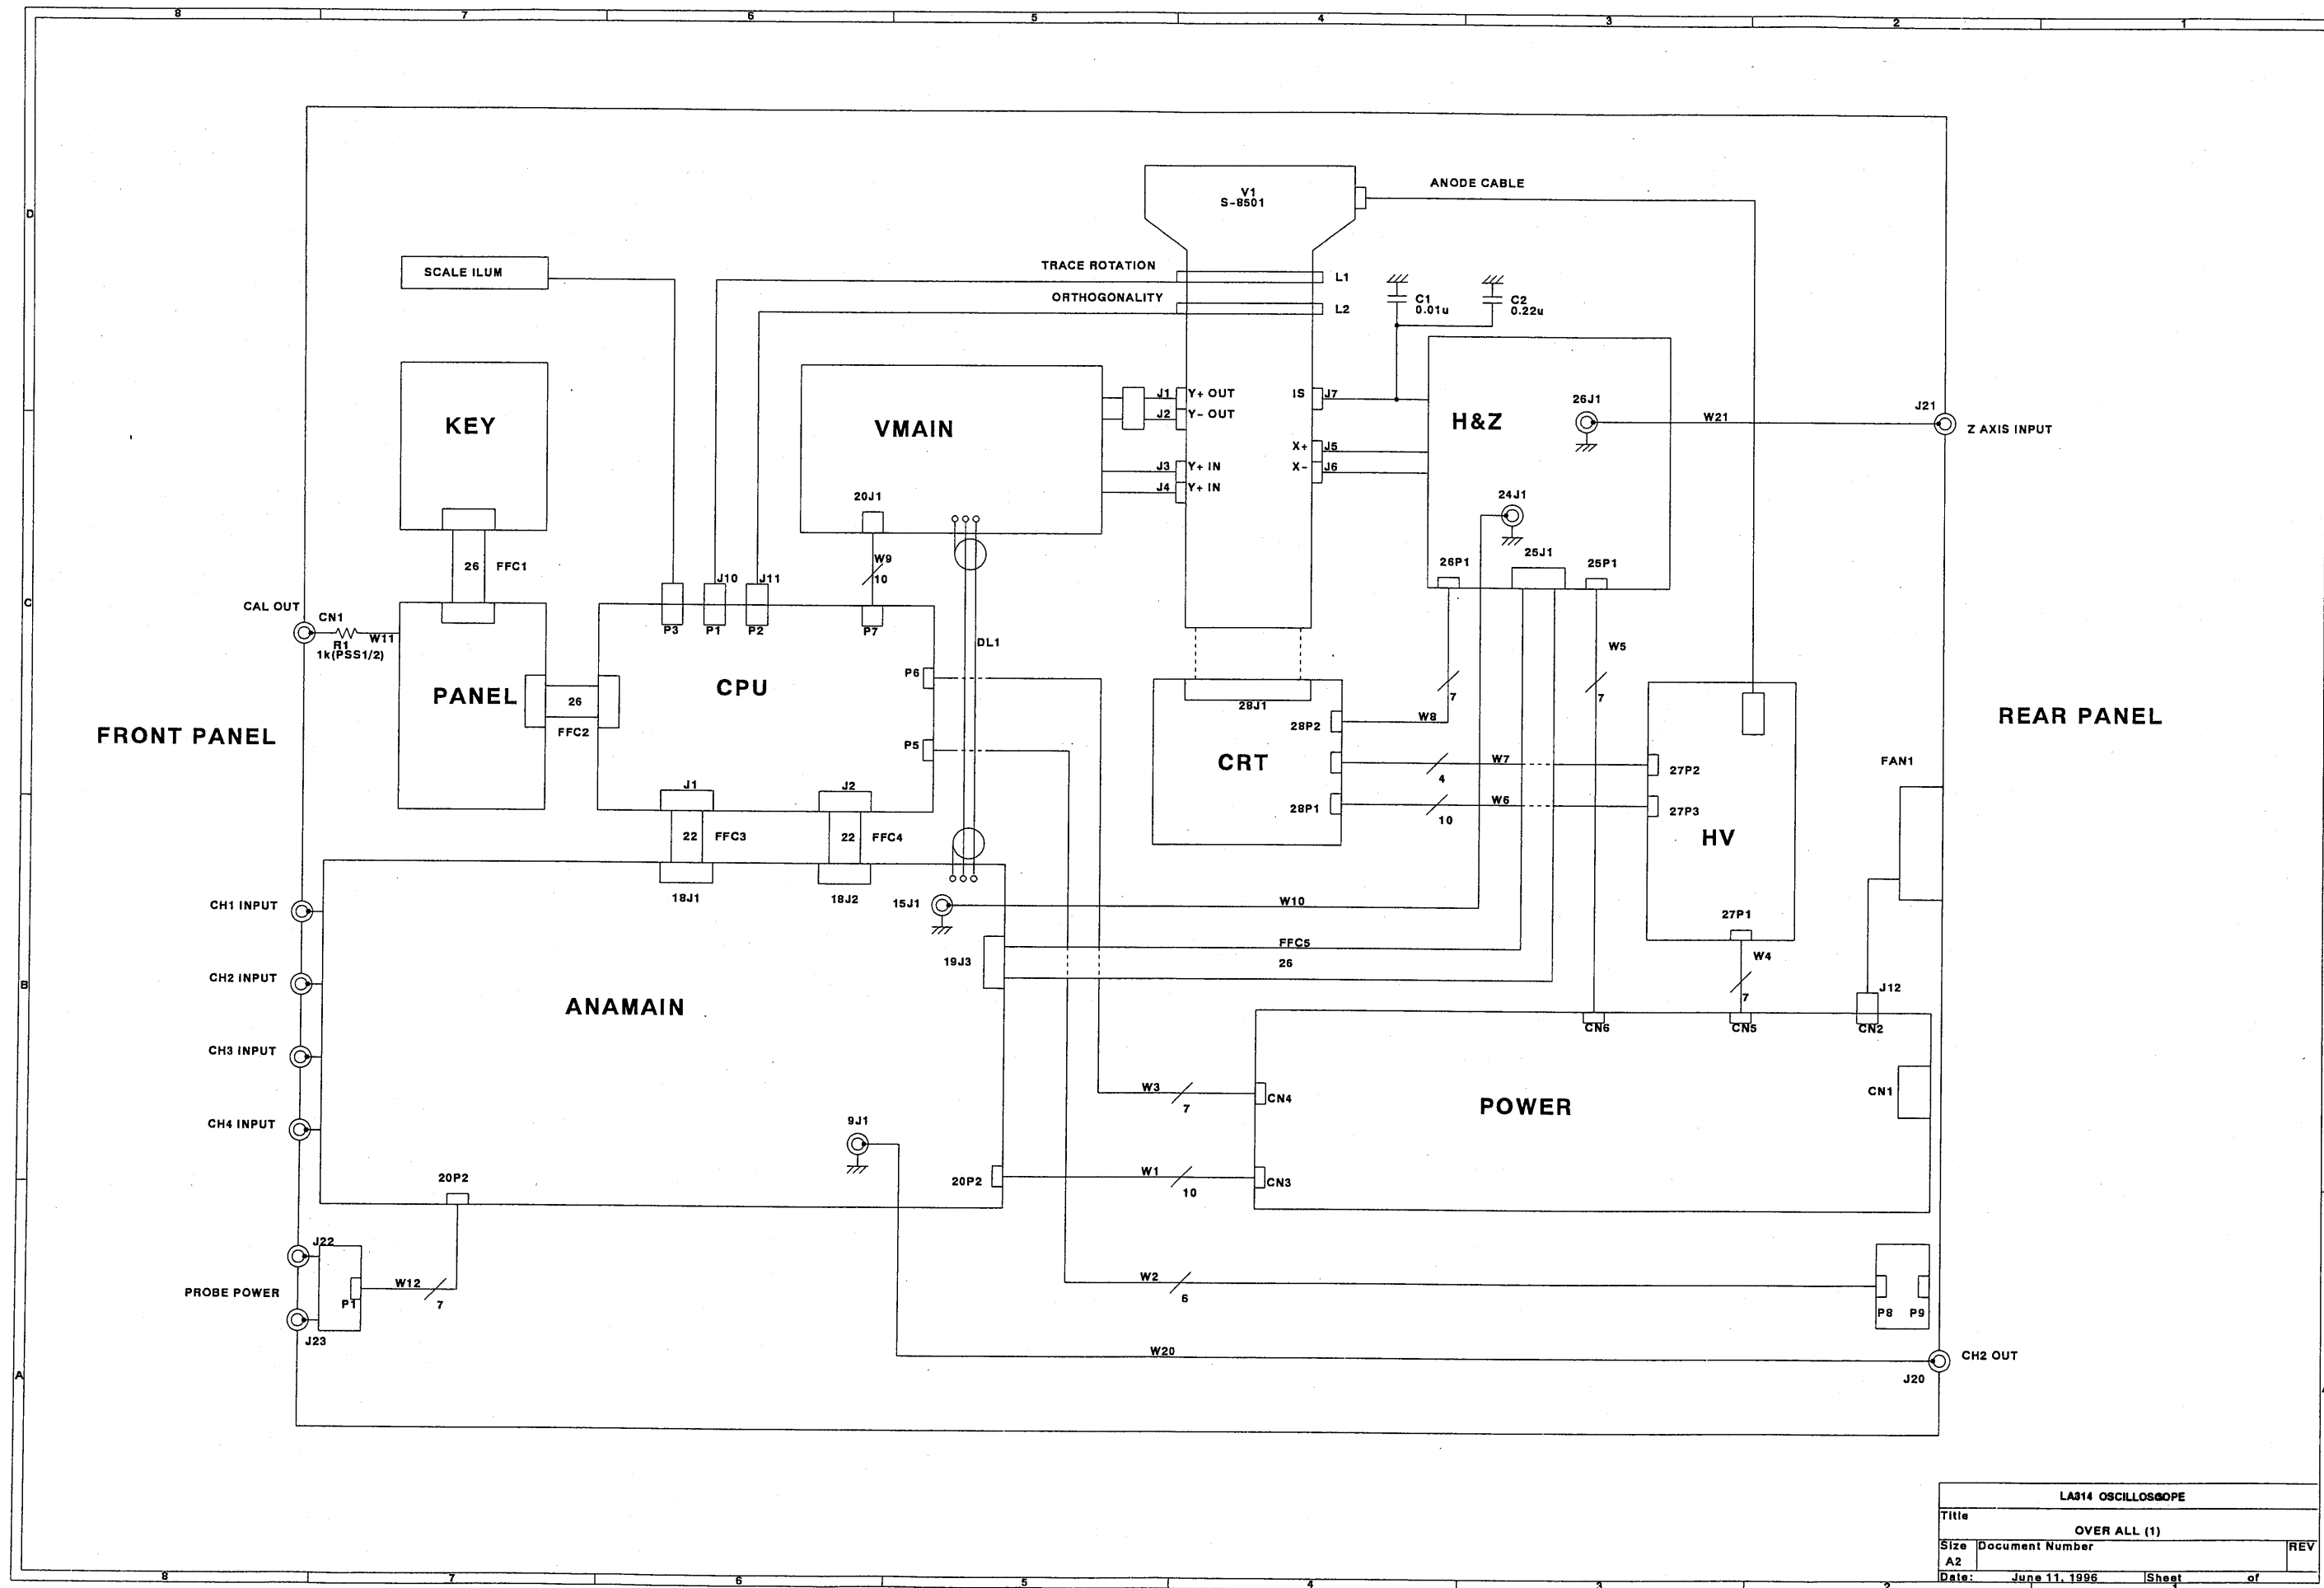 8 7 6 5 4 3 2 1
D
C
B
A
V1
S-8501
ANODE CABLE
SCALE ILUM
TRACE ROTATION
L1
ORTHOGONALITY
L2
C1
0.01u
C2
0.22u
KEY
VMAIN
J1 Y+ OUT
J2 Y- OUT
J3 Y+ IN
J4 Y+ IN
IS J7
X+ J5
X- J6
H&Z
26J1
W21
J21
Z AXIS INPUT
20J1
24J1
W9
10
26P1
25J1
25P1
26 FFC1
CAL OUT
CN1
R1
1k(PSS1/2)
W11
J10
J11
P3
P1
P2
P7
DL1
PANEL
26
FFC2
CPU
P6
P5
W5
7
7
28J1
28P2
W8
CRT
W7
4
27P2
28P1
W6
10
27P3
HV
FRONT PANEL
REAR PANEL
FAN1
J1
J2
22 FFC3
22 FFC4
18J1
18J2
15J1
W10
27P1
CH1 INPUT
CH2 INPUT
CH3 INPUT
CH4 INPUT
19J3
FFC5
26
W4
7
J12
ANAMAIN
CN6
CN5
CN2
W3
7
CN4
POWER
CN1
9J1
20P2
20P2
W1
10
CN3
J22
PROBE POWER
J23
P1
W12
7
W2
6
P8
P9
W20
CH2 OUT
J20
LA314 OSCILLOSCOPE
Title
OVER ALL (1)
Size Document Number REV
A2
Date: June 11, 1996 Sheet of
8 7 6 5 4 3 2 1